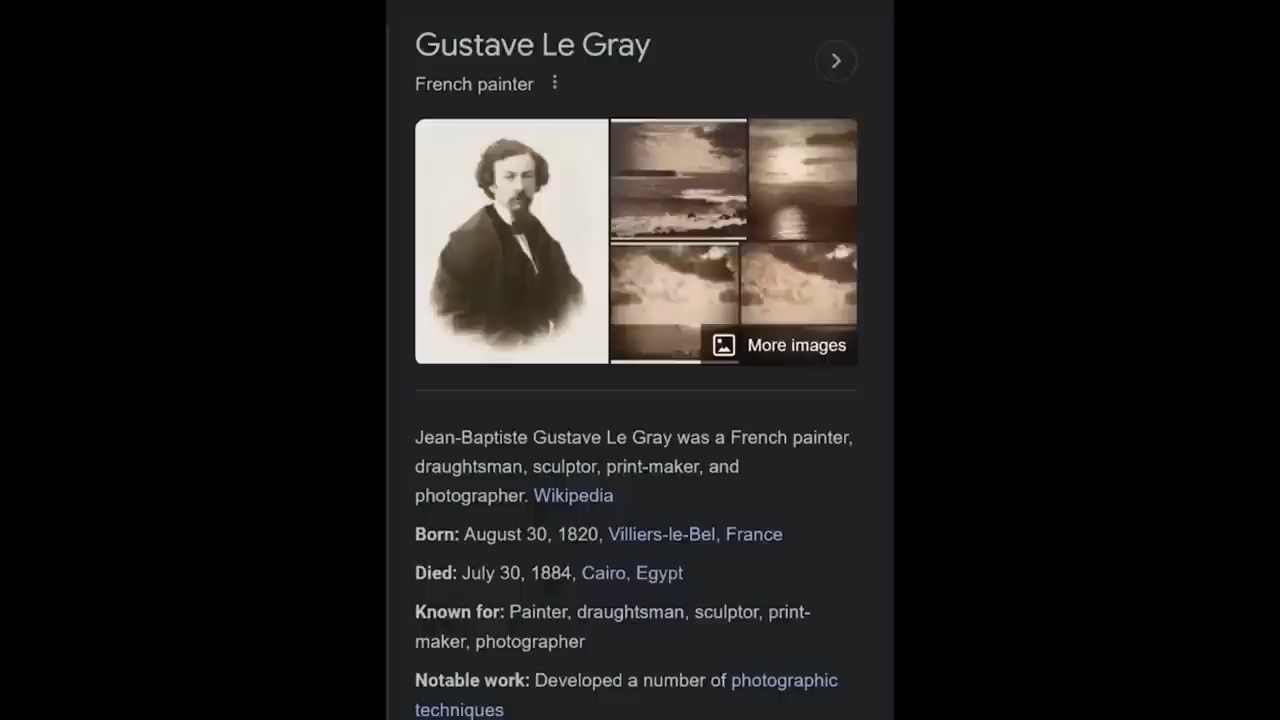 Gustave Le Gray
French painter
More images
Jean-Baptiste Gustave Le Gray was a French painter,
draughtsman, sculptor, print-maker, and
photographer. Wikipedia
Born: August 30, 1820, Villiers-le-Bel, France
Died: July 30, 1884, Cairo, Egypt
Known for: Painter, draughtsman, sculptor, print-
maker, photographer
Notable work: Developed a number of photographic
techniques